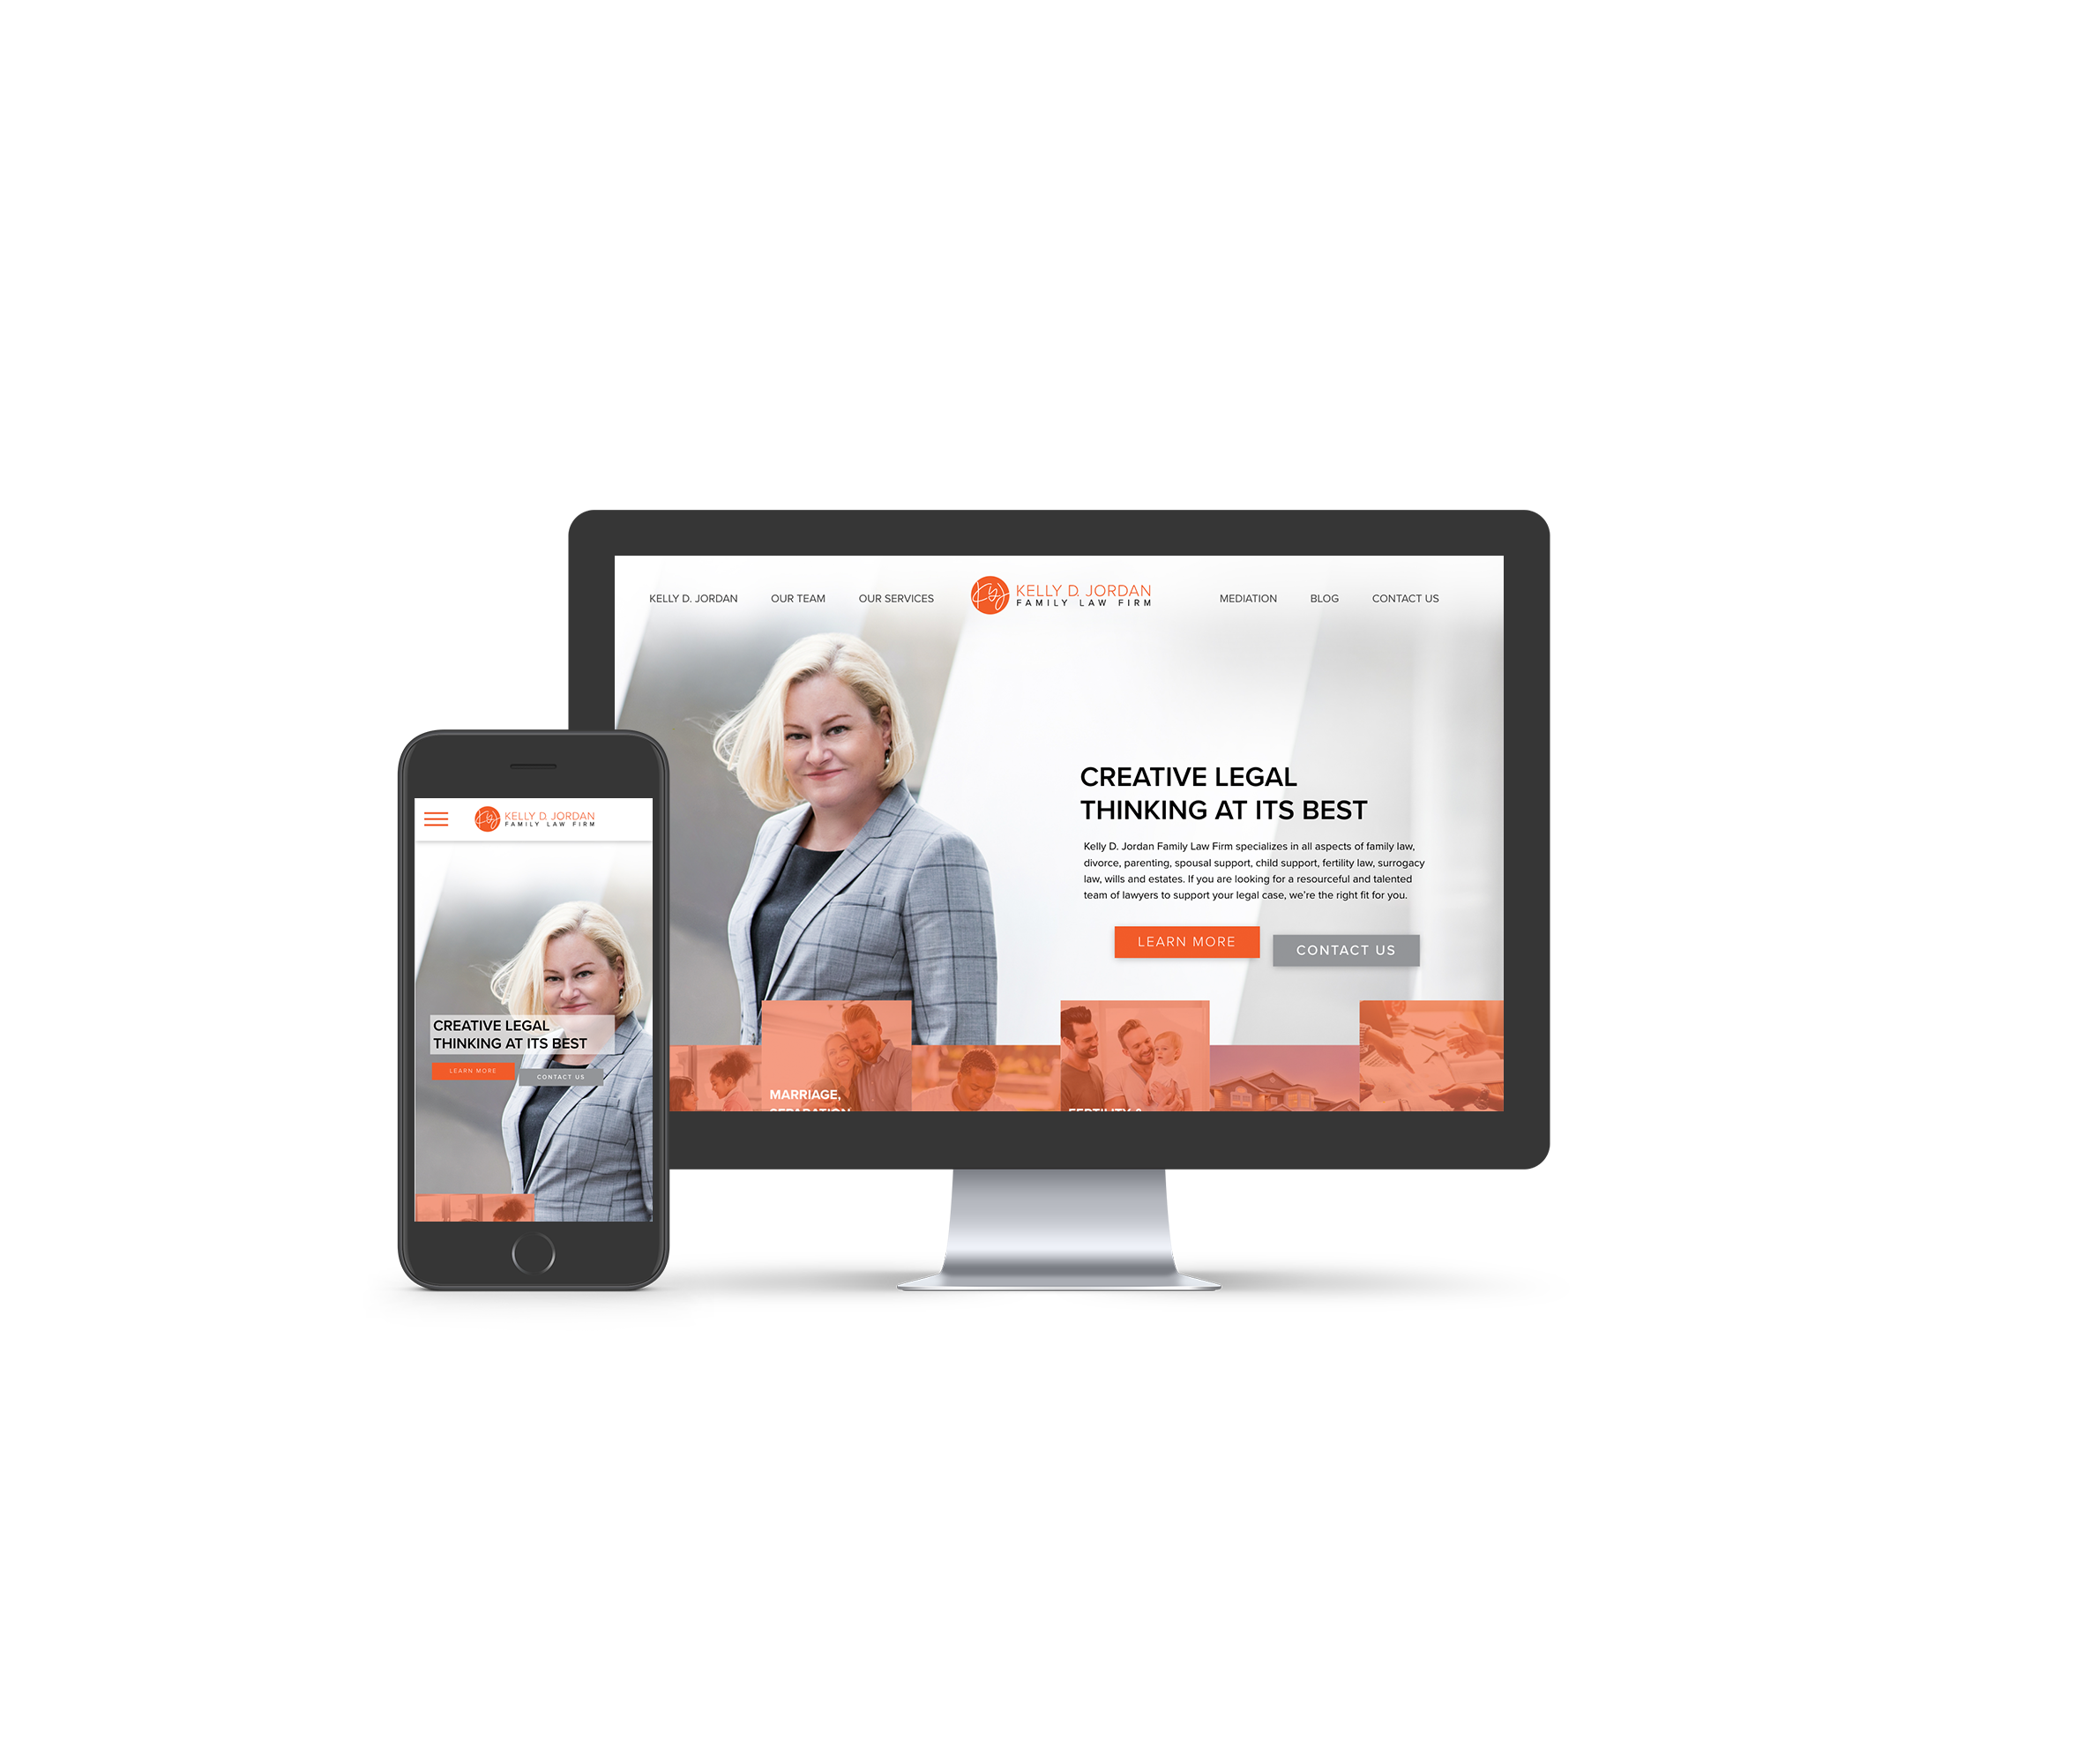 KELLY D. JORDAN OUR TEAM OUR SERVICES
KELLY D. JORDAN
FAMILY LAW FIRM
MEDIATION BLOG CONTACT US
CREATIVE LEGAL
THINKING AT ITS BEST
Kelly D. Jordan Family Law Firm specializes in all aspects of family law,
divorce, parenting, spousal support, child support, fertility law, surrogacy
law, wills and estates. If you are looking for a resourceful and talented
team of lawyers to support your legal case, we're the right fit for you.
LEARN MORE
CONTACT US
MARRIAGE,
SEPARATION
FERTILITY &
KELLY D. JORDAN
FAMILY LAW FIRM
CREATIVE LEGAL
THINKING AT ITS BEST
LEARN MORE
CONTACT US